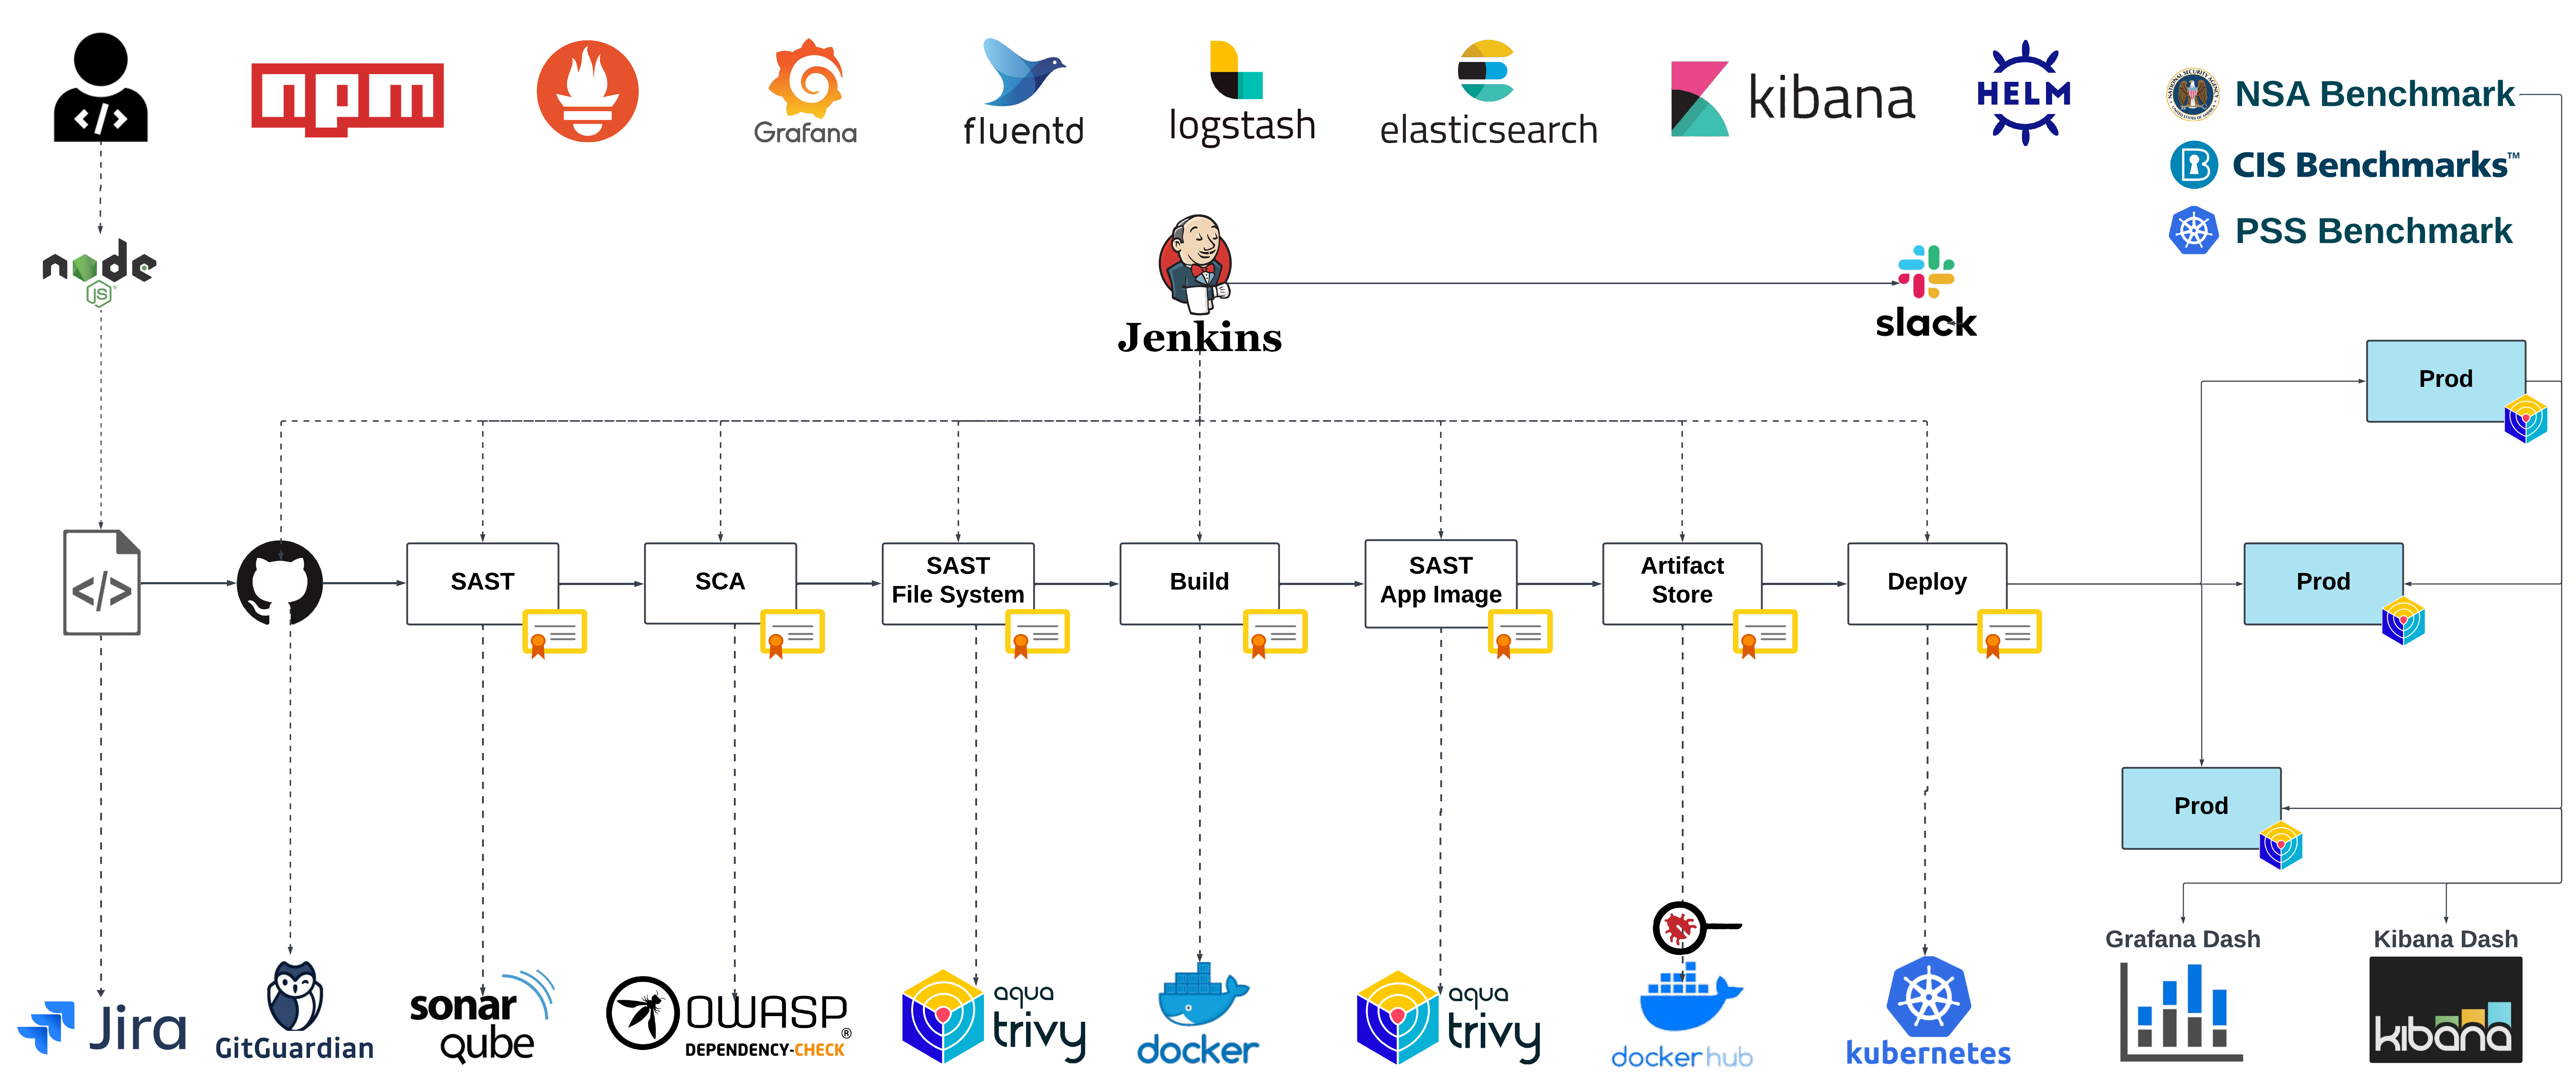 </>
npm
Grafana
fluentd
logstash
elasticsearch
kibana
HELM
NSA Benchmark
CIS Benchmarks™
PSS Benchmark
node
JS
Jenkins
slack
Prod
</>
SAST
SCA
SAST
File System
Build
SAST
App Image
Artifact
Store
Deploy
Prod
Prod
Grafana Dash
Kibana Dash
Jira
GitGuardian
sonar
qube
OWASP®
DEPENDENCY-CHECK
aqua
trivy
docker
aqua
trivy
dockerhub
kubernetes
kibana